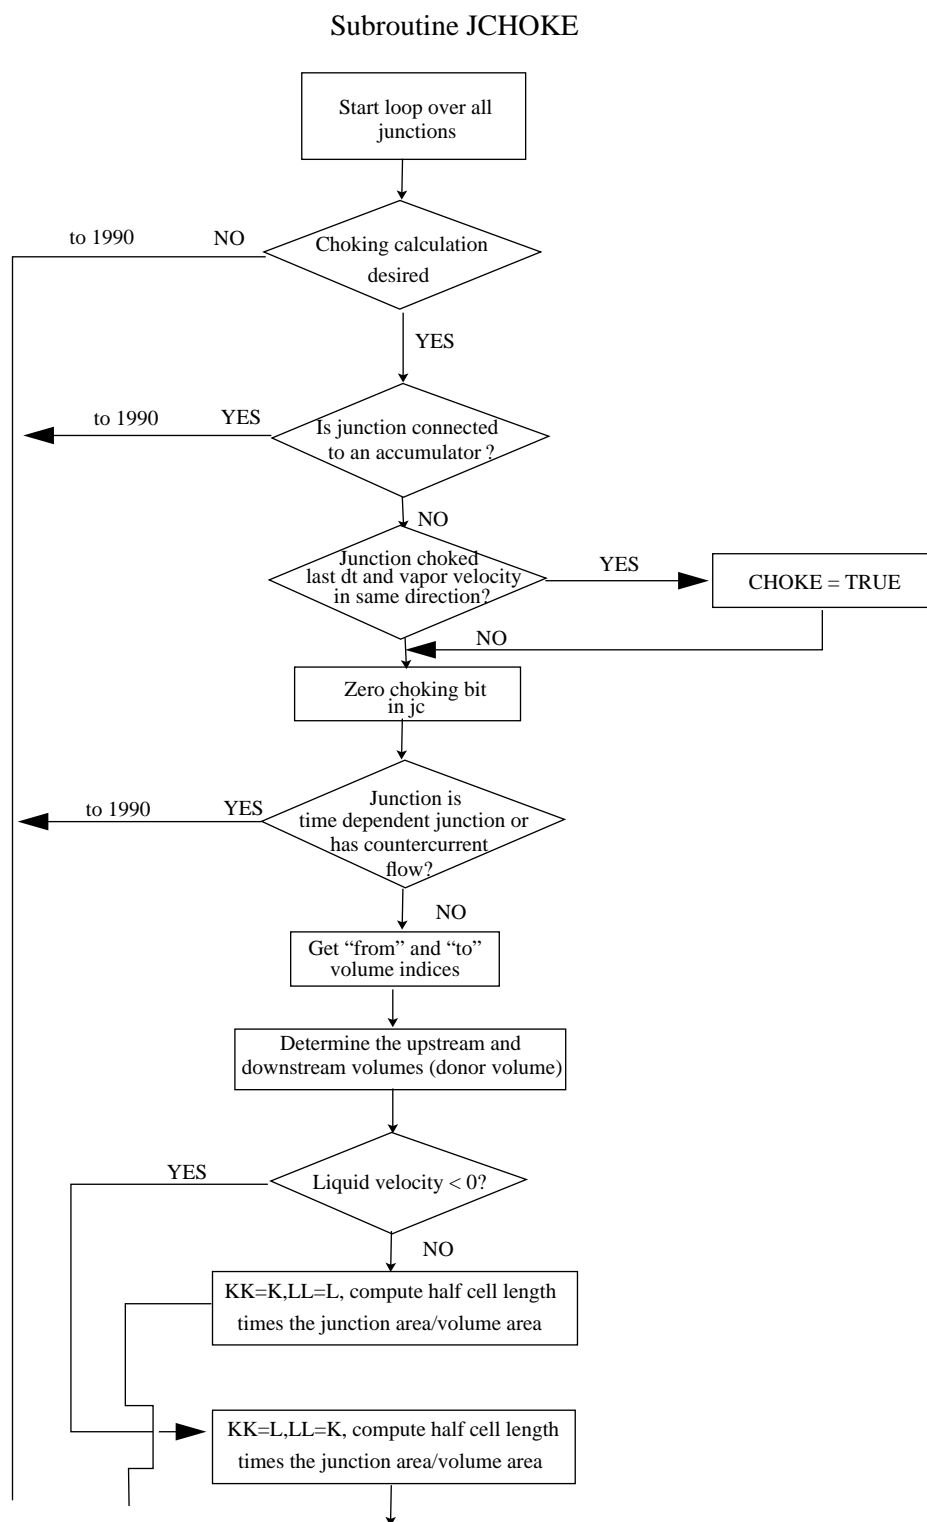 Subroutine JCHOKE
Start loop over all
junctions
to 1990
NO
Choking calculation
desired
YES
to 1990
YES
Is junction connected
to an accumulator ?
NO
Junction choked
last dt and vapor velocity
in same direction?
YES
CHOKE = TRUE
NO
Zero choking bit
in jc
to 1990
YES
Junction is
time dependent junction or
has countercurrent
flow?
NO
Get “from” and “to”
volume indices
Determine the upstream and
downstream volumes (donor volume)
YES
Liquid velocity < 0?
NO
KK=K,LL=L, compute half cell length
times the junction area/volume area
KK=L,LL=K, compute half cell length
times the junction area/volume area